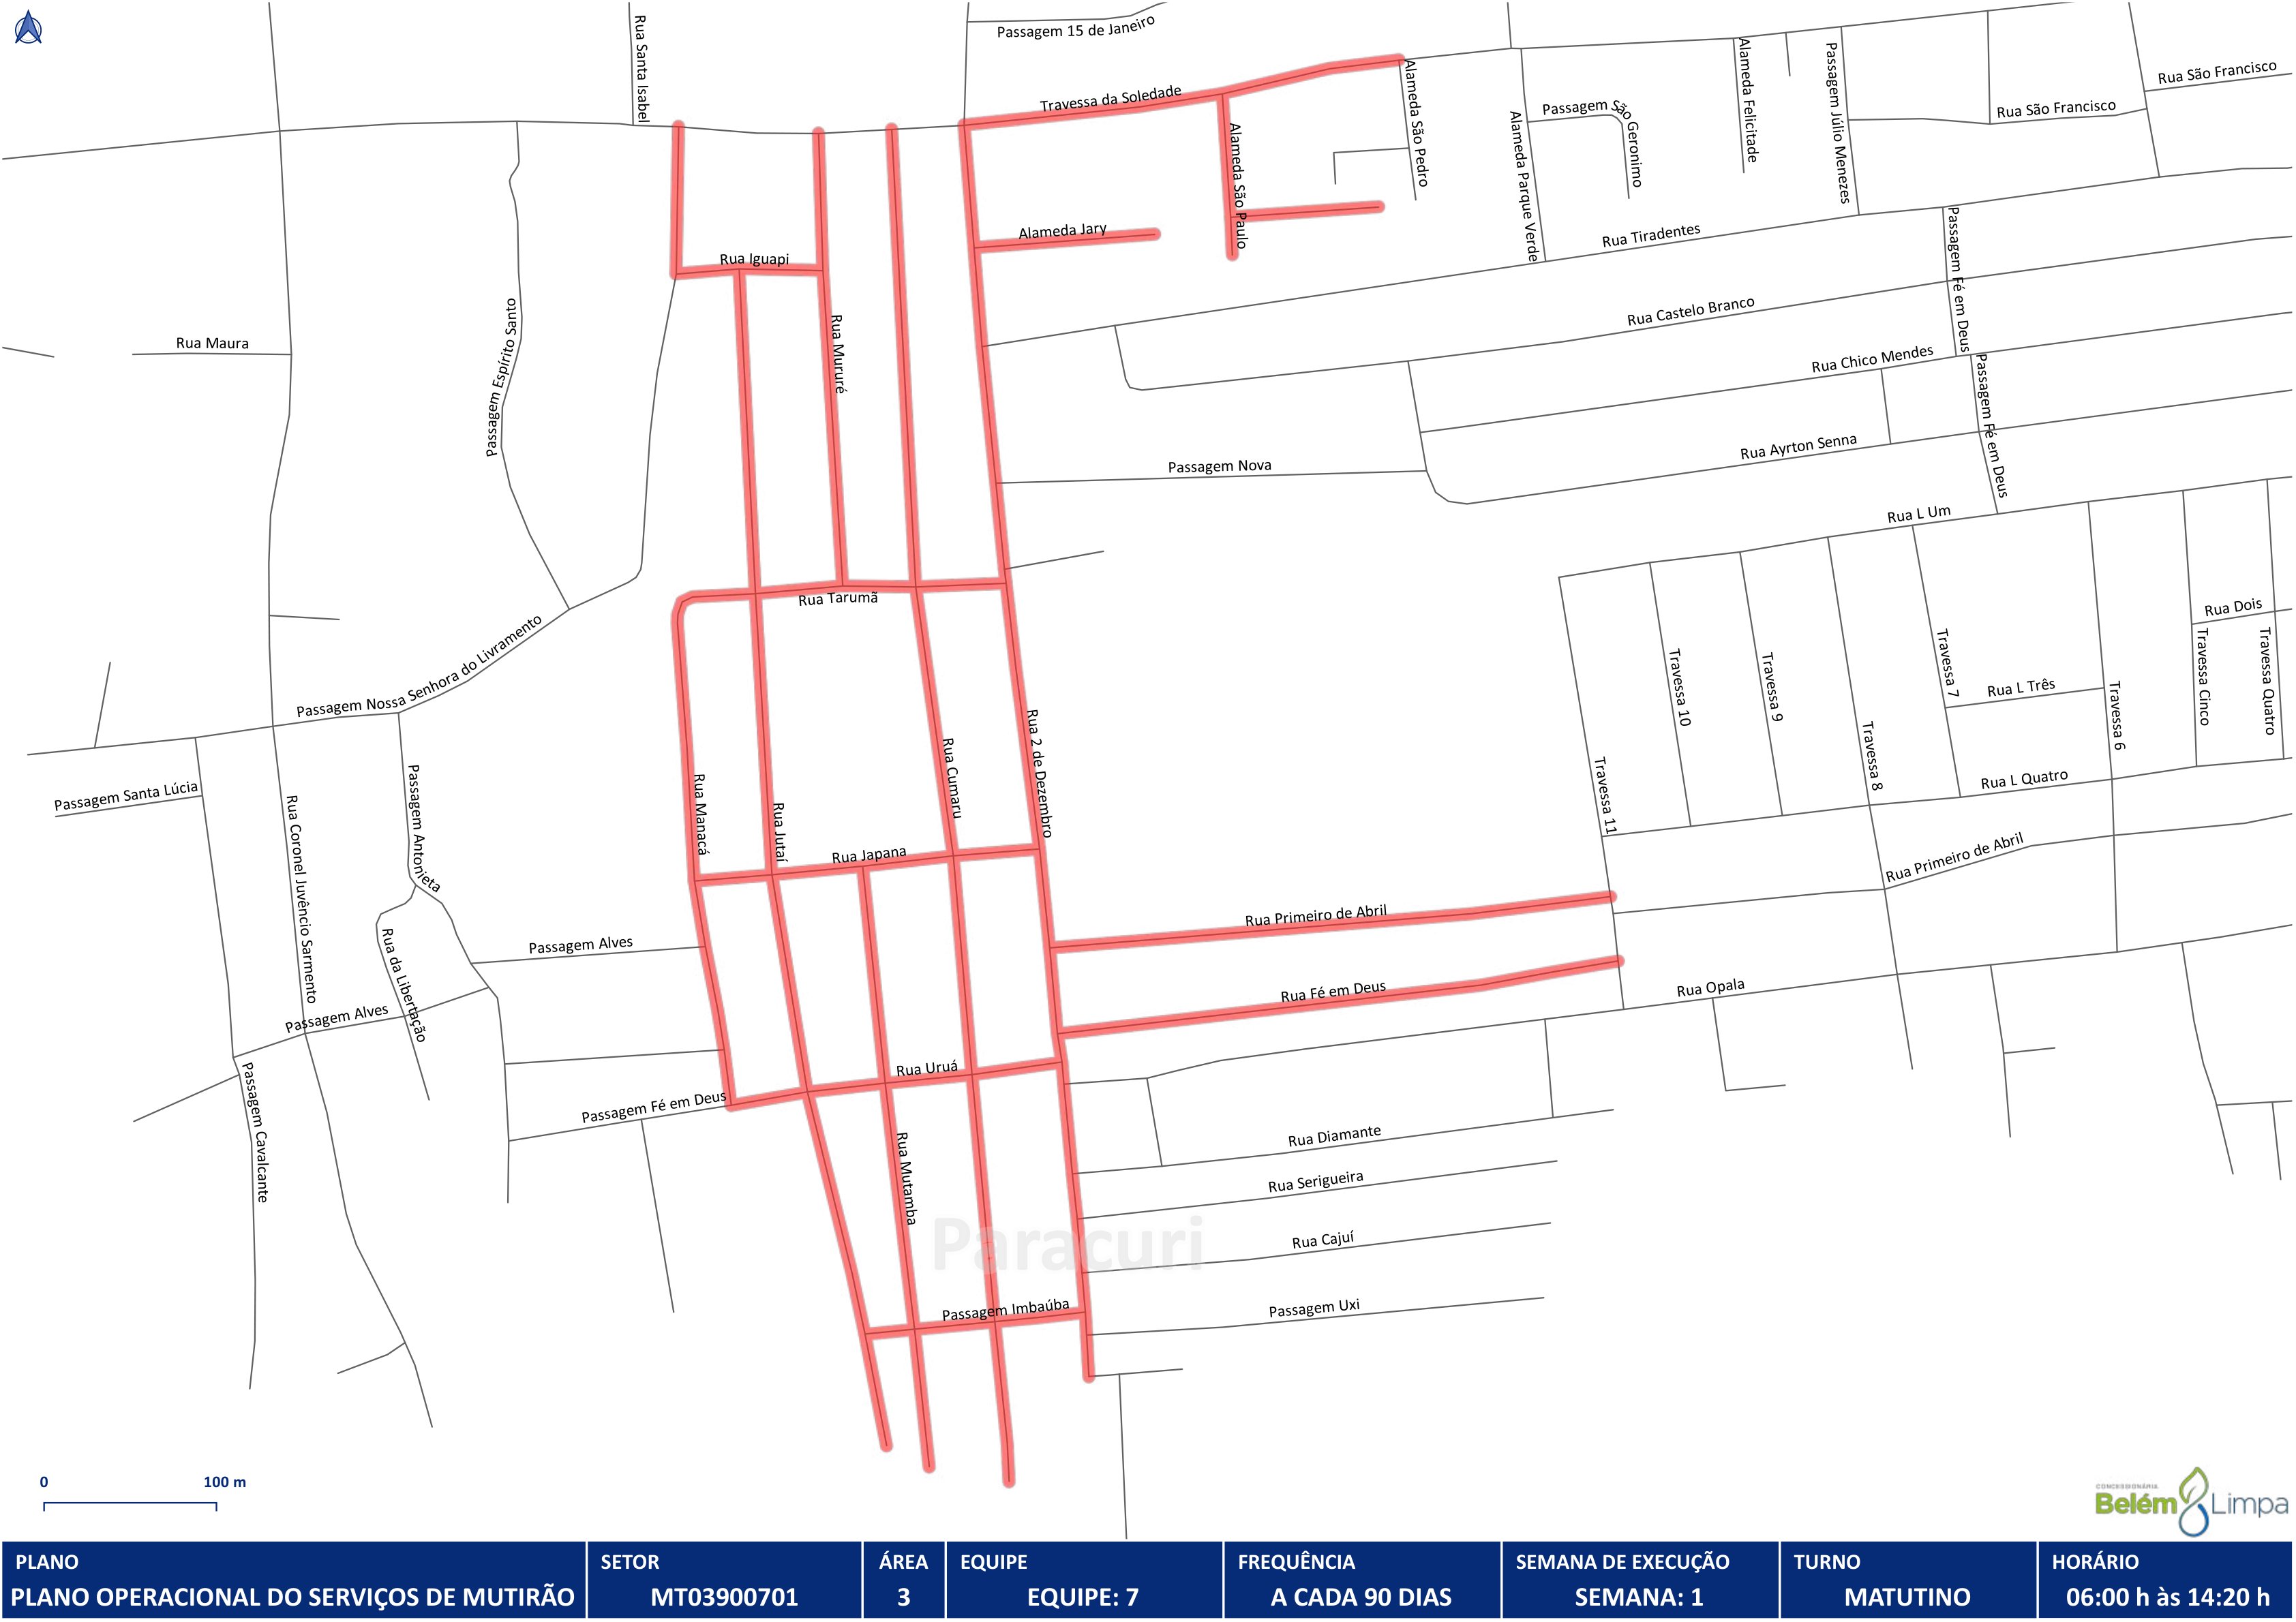 Passagem 15 de Janeiro
Rua Santa Isabel
Travessa da Soledade
Alameda São Pedro
Alameda São Paulo
Alameda Parque Verde
Passagem São Geronimo
Alameda Felicitade
Passagem Júlio Menezes
Rua São Francisco
Rua São Francisco
Alameda Jary
Rua Iguapi
Rua Tiradentes
Passagem Fé em Deus
Rua Castelo Branco
Rua Maura
Passagem Espírito Santo
Rua Mururé
Rua Chico Mendes
Passagem Fé em Deus
Rua Ayrton Senna
Passagem Nova
Rua L Um
Rua Tarumã
Rua Dois
Passagem Nossa Senhora do Livramento
Travessa 10
Travessa 9
Travessa 7
Travessa Cinco
Travessa Quatro
Rua L Três
Travessa 6
Travessa 8
Rua 2 de Dezembro
Rua Cumaru
Rua Manacá
Rua Jutaí
Passagem Santa Lúcia
Passagem Antonieta
Rua Coronel Juvêncio Sarmento
Travessa 11
Rua L Quatro
Rua Japana
Rua Primeiro de Abril
Rua Primeiro de Abril
Passagem Alves
Rua da Libertação
Rua Fé em Deus
Rua Opala
Passagem Alves
Rua Uruá
Passagem Fé em Deus
Passagem Cavalcante
Rua Mutamba
Rua Diamante
Rua Serigueira
Paracuri
Rua Cajuí
Passagem Imbaúba
Passagem Uxi
0 100 m
CONCESSIONÁRIA
Belém Limpa
PLANO
PLANO OPERACIONAL DO SERVIÇOS DE MUTIRÃO
SETOR
MT03900701
ÁREA
3
EQUIPE
EQUIPE: 7
FREQUÊNCIA
A CADA 90 DIAS
SEMANA DE EXECUÇÃO
SEMANA: 1
TURNO
MATUTINO
HORÁRIO
06:00 h às 14:20 h